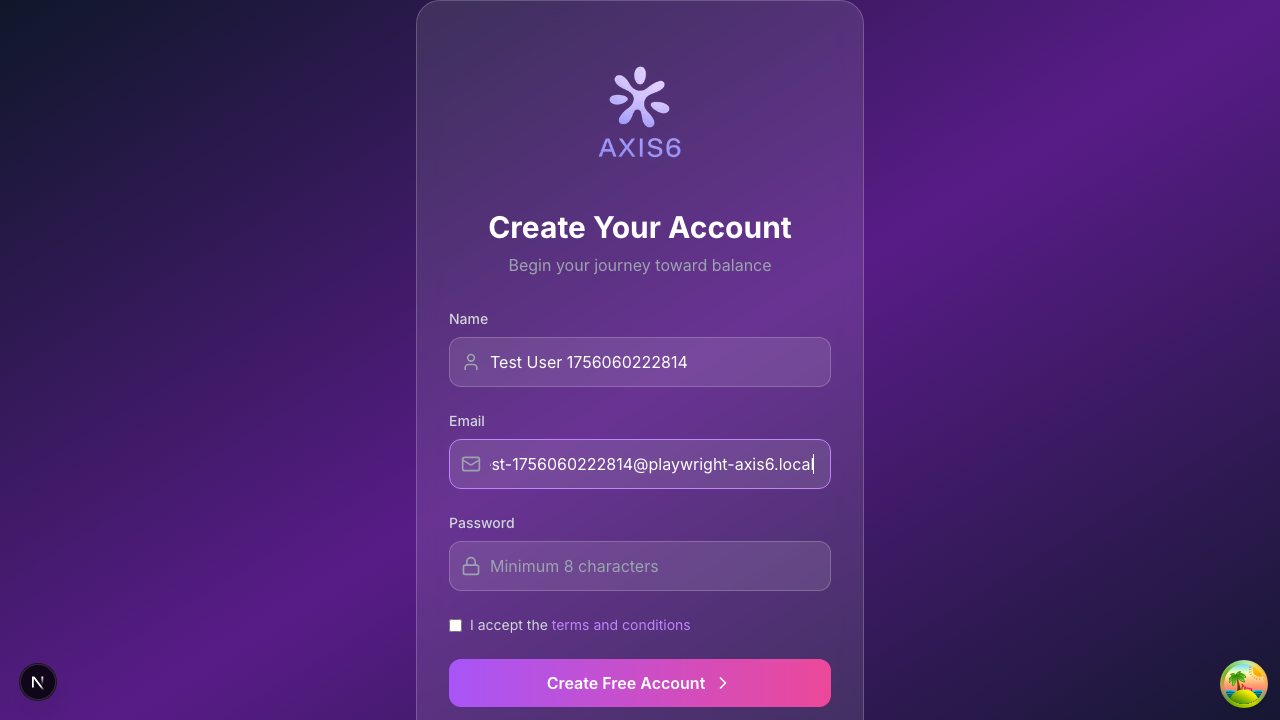 AXIS6
Create Your Account
Begin your journey toward balance
Name
Test User 1756060222814
Email
st-1756060222814@playwright-axis6.local
Password
Minimum 8 characters
I accept the terms and conditions
Create Free Account
N